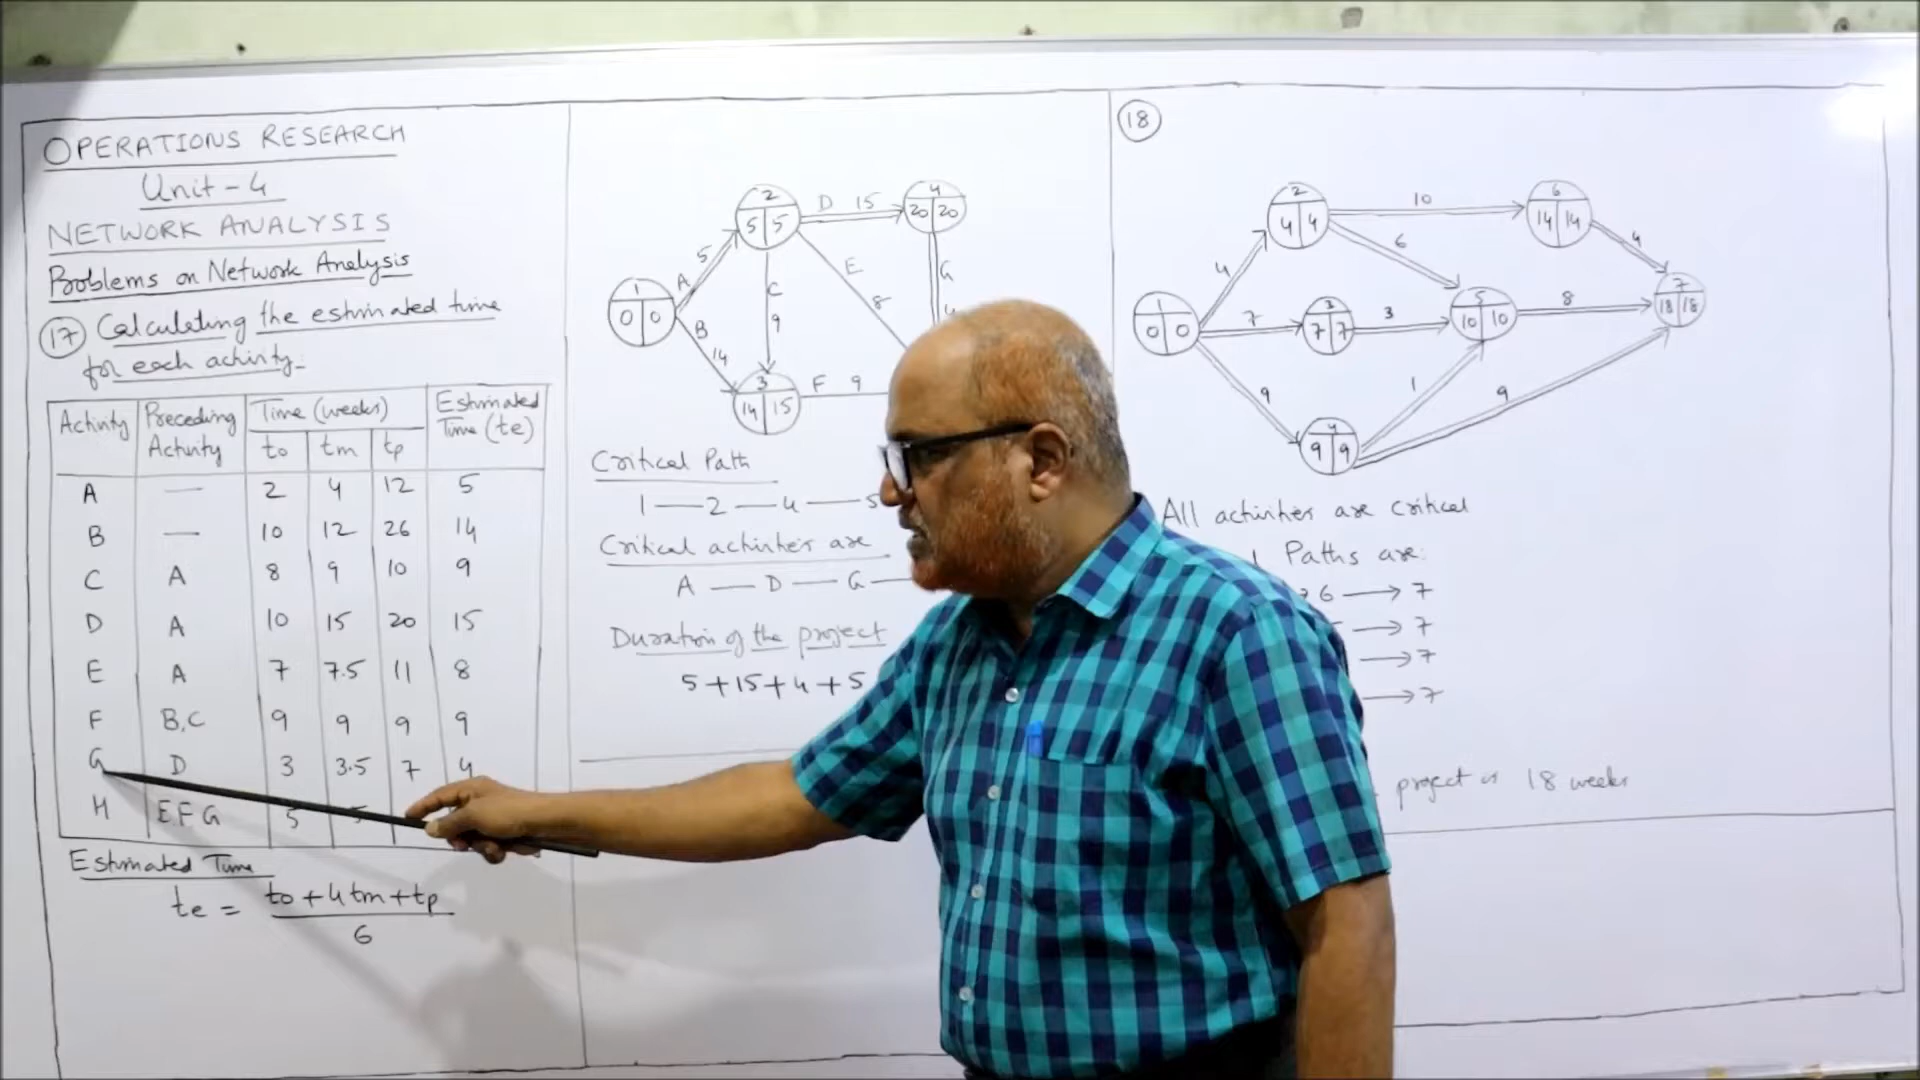 OPERATIONS RESEARCH
Unit - 4
NETWORK ANALYSIS
Problems on Network Analysis
17 Calculating the estimated time
for each activity.
Activity Preceding Activity Time (weeks) Estimated Time (te)
to tm tp
A — 2 4 12 5
B — 10 12 26 14
C A 8 9 10 9
D A 10 15 20 15
E A 7 7.5 11 8
F B,C 9 9 9 9
G D 3 3.5 7 4
H E,F G 5 5
Estimated Time
te = to + 4tm + tp
6
2
5 5
D 15
4
20 20
A 5
1
0 0
C
9
E
8
G
4
B
14
3
14 15
F 9
Critical Path
1 — 2 — 4 — 5
Critical activities are
A — D — G —
Duration of the project
5+15+4+5
18
2
4 4
10
6
14 14
4
6
4
1
0 0
7
3
7 7
3
5
10 10
8
7
18 18
9
1
9
4
9 9
All activities are critical
Paths are:
6 → 7
→ 7
→ 7
→ 7
project is 18 weeks